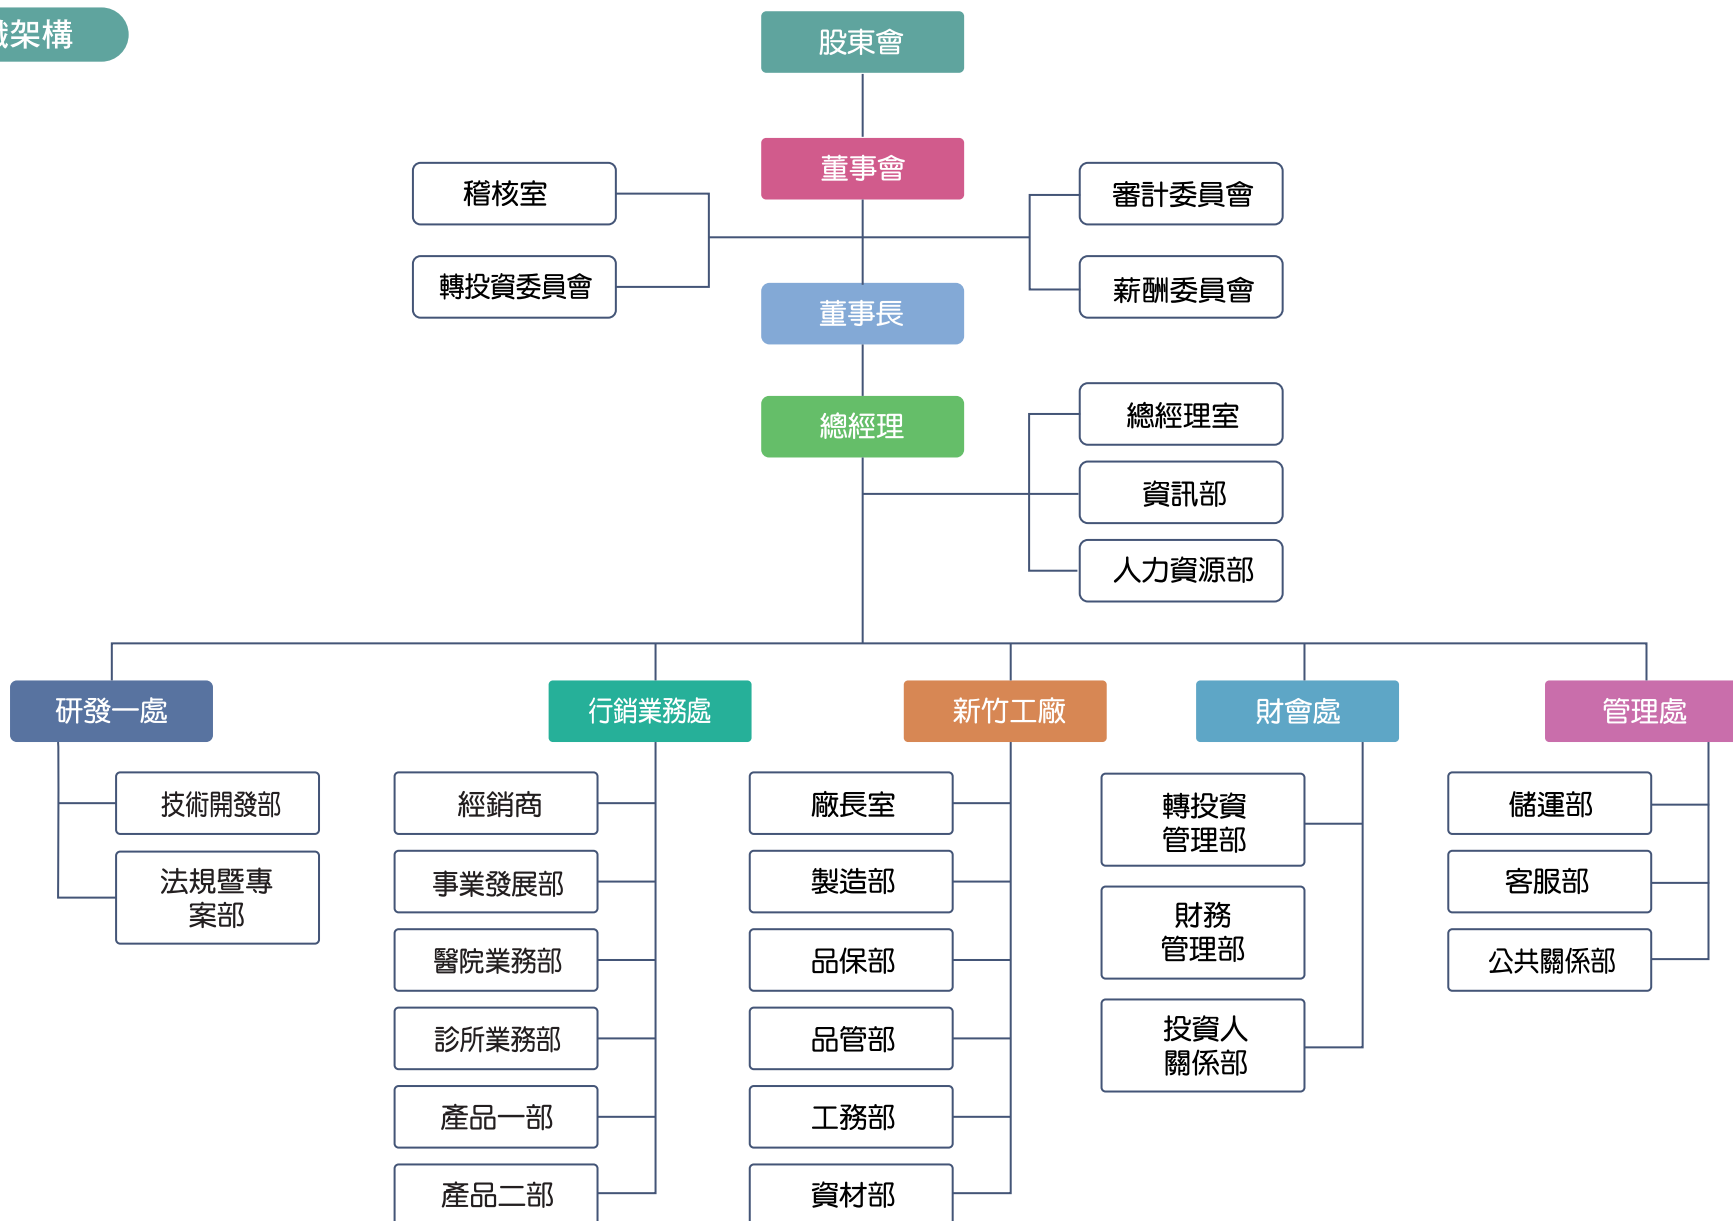 架構
股東會
董事會
稽核室
審計委員會
轉投資委員會
薪酬委員會
董事長
總經理
總經理室
資訊部
人力資源部
研發一處
行銷業務處
新竹工廠
財會處
管理處
技術開發部
法規暨專
案部
經銷商
事業發展部
醫院業務部
診所業務部
產品一部
產品二部
廠長室
製造部
品保部
品管部
工務部
資材部
轉投資
管理部
財務
管理部
投資人
關係部
儲運部
客服部
公共關係部